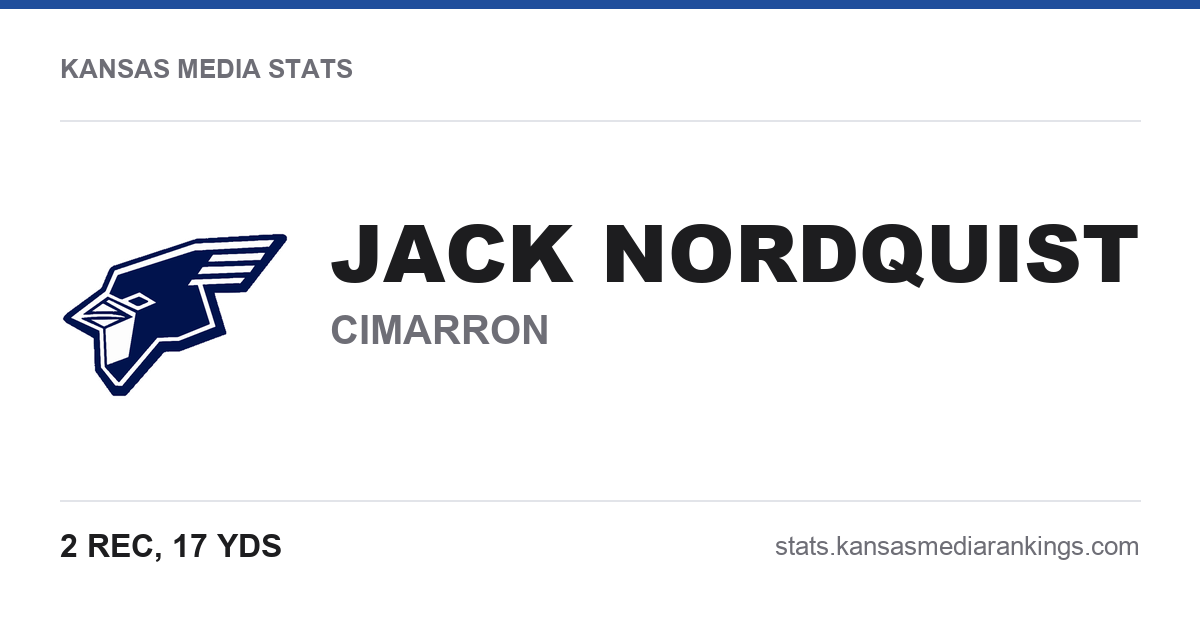 KANSAS MEDIA STATS
JACK NORDQUIST
CIMARRON
2 REC, 17 YDS
stats.kansasmediarankings.com